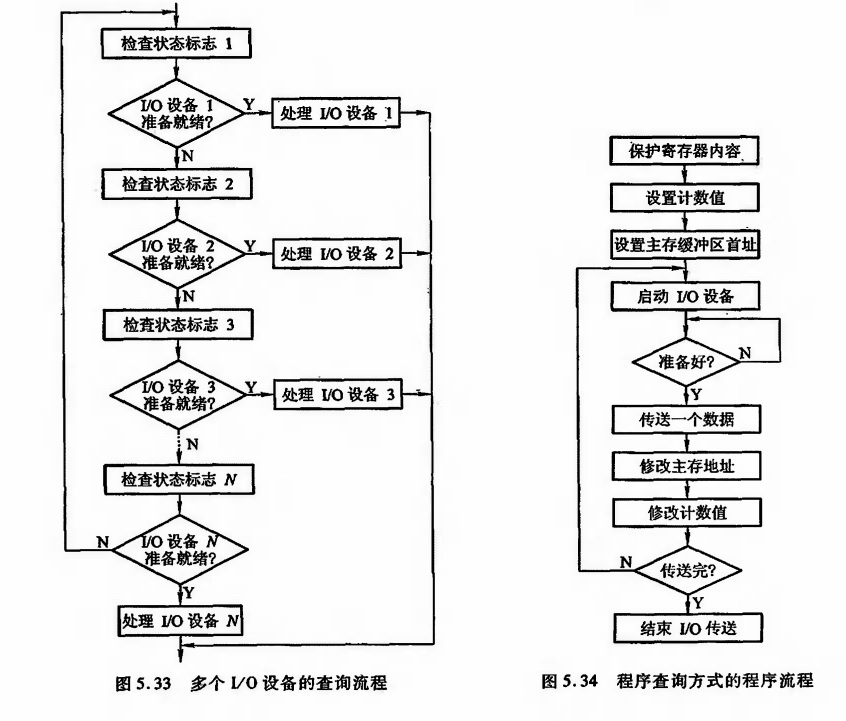 检查状态标志 1
I/O 设备 1
准备就绪?
Y
处理 I/O 设备 1
N
检查状态标志 2
I/O 设备 2
准备就绪?
Y
处理 I/O 设备 2
N
检查状态标志 3
I/O 设备 3
准备就绪?
Y
处理 I/O 设备 3
N
检查状态标志 N
I/O 设备 N
准备就绪?
N
Y
处理 I/O 设备 N
图 5.33 多个 I/O 设备的查询流程
保护寄存器内容
设置计数值
设置主存缓冲区首址
启动 I/O 设备
准备好?
N
Y
传送一个数据
修改主存地址
修改计数值
传送完?
N
Y
结束 I/O 传送
图 5.34 程序查询方式的程序流程